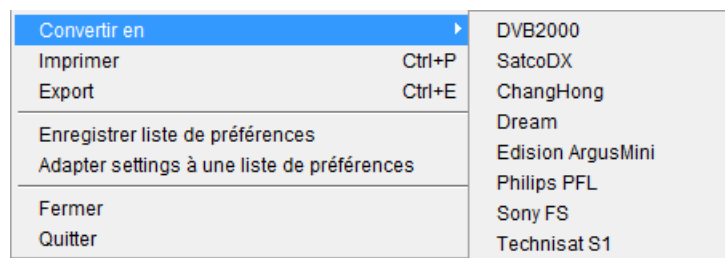 Convertir en
Imprimer Ctrl+P
Export Ctrl+E
Enregistrer liste de préférences
Adapter settings à une liste de préférences
Fermer
Quitter
DVB2000
SatcoDX
ChangHong
Dream
Edision ArgusMini
Philips PFL
Sony FS
Technisat S1